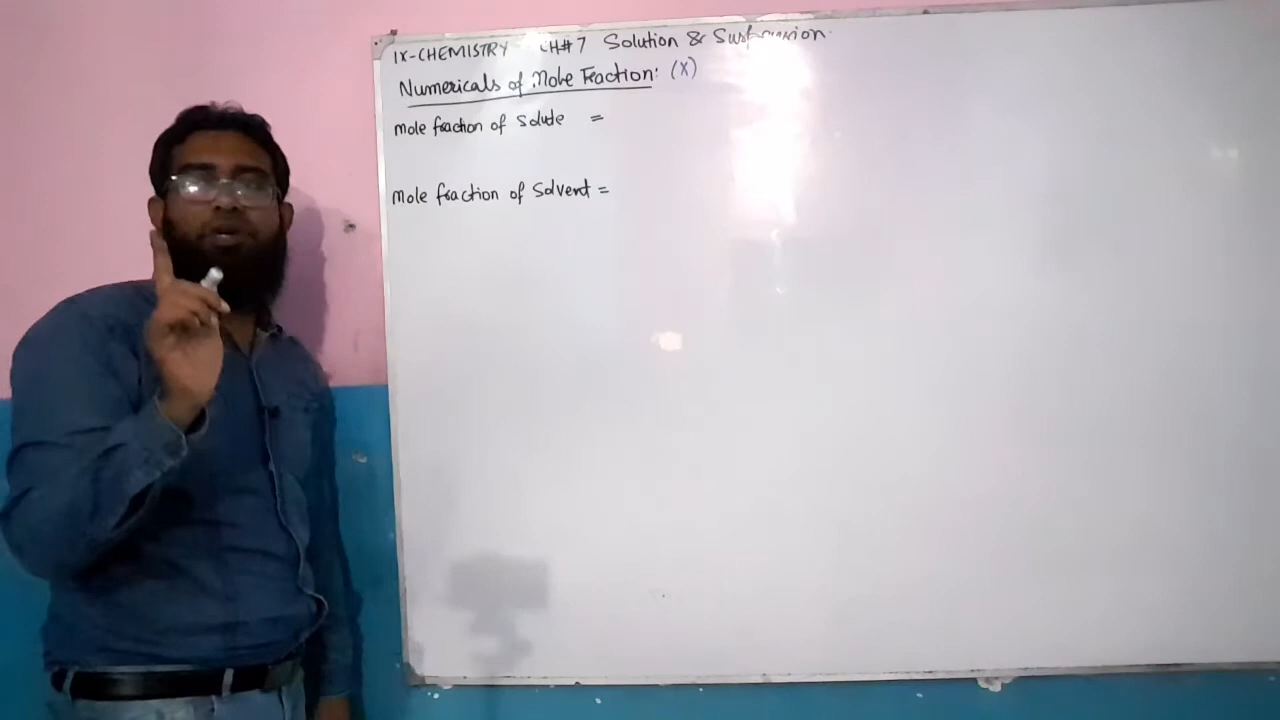 IX-CHEMISTRY CH#7 Solution & Suspension
Numericals of Mole Fraction: (X)
mole fraction of Solute =
Mole fraction of Solvent =